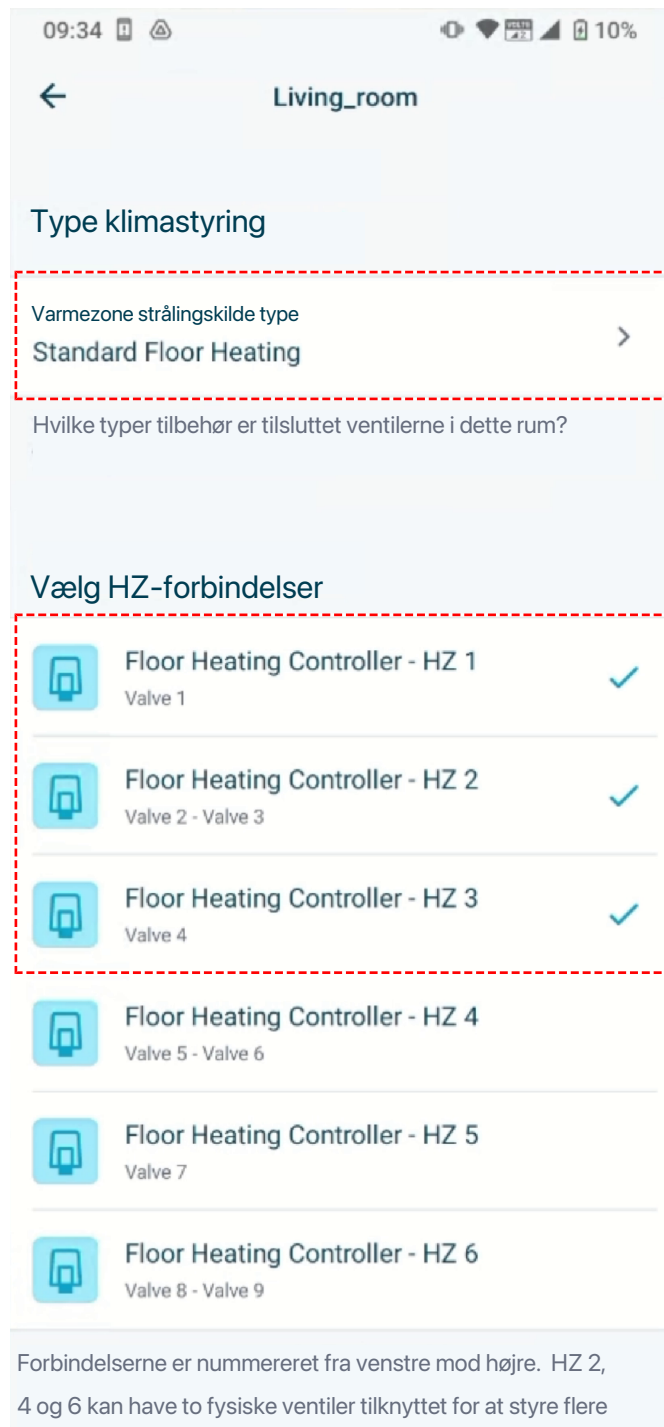 09:34 10%
Living_room
Type klimastyring
Varmezone strålingskilde type
Standard Floor Heating
Hvilke typer tilbehør er tilsluttet ventilerne i dette rum?
Vælg HZ-forbindelser
Floor Heating Controller - HZ 1
Valve 1
Floor Heating Controller - HZ 2
Valve 2 - Valve 3
Floor Heating Controller - HZ 3
Valve 4
Floor Heating Controller - HZ 4
Valve 5 - Valve 6
Floor Heating Controller - HZ 5
Valve 7
Floor Heating Controller - HZ 6
Valve 8 - Valve 9
Forbindelserne er nummereret fra venstre mod højre. HZ 2,
4 og 6 kan have to fysiske ventiler tilknyttet for at styre flere